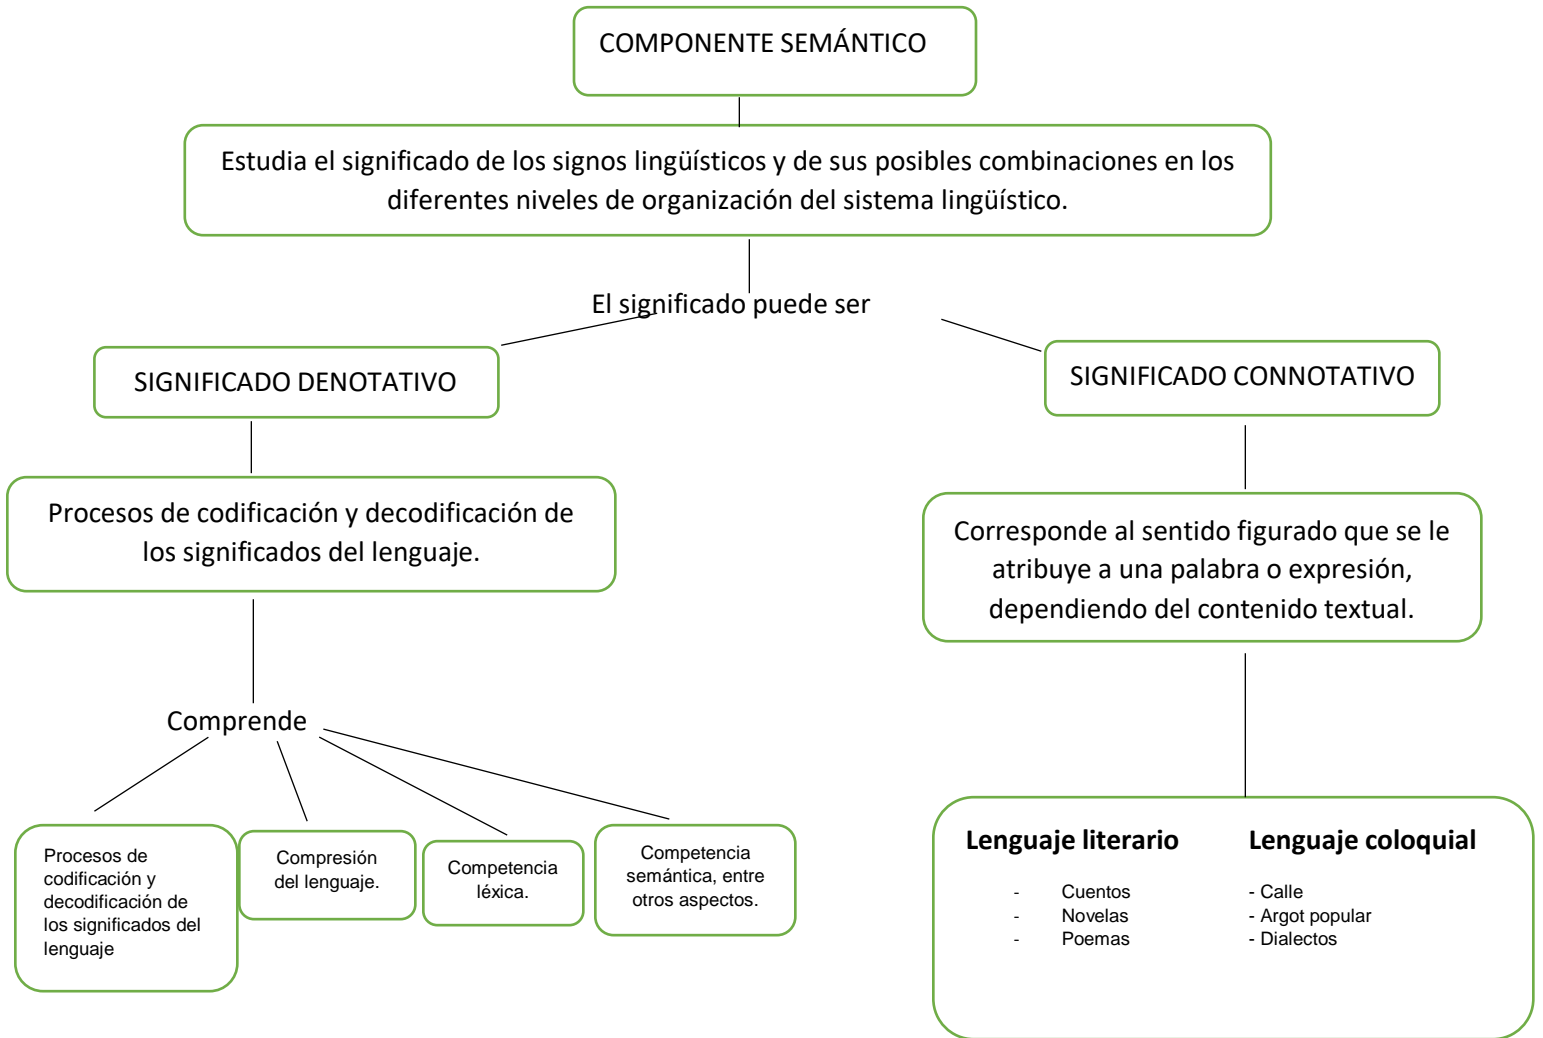 COMPONENTE SEMÁNTICO
Estudia el significado de los signos lingüísticos y de sus posibles combinaciones en los
diferentes niveles de organización del sistema lingüístico.
El significado puede ser
SIGNIFICADO DENOTATIVO
SIGNIFICADO CONNOTATIVO
Procesos de codificación y decodificación de
los significados del lenguaje.
Corresponde al sentido figurado que se le
atribuye a una palabra o expresión,
dependiendo del contenido textual.
Comprende
Procesos de
codificación y
decodificación de
los significados del
lenguaje
Compresión
del lenguaje.
Competencia
léxica.
Competencia
semántica, entre
otros aspectos.
Lenguaje literario
- Cuentos
- Novelas
- Poemas
Lenguaje coloquial
- Calle
- Argot popular
- Dialectos